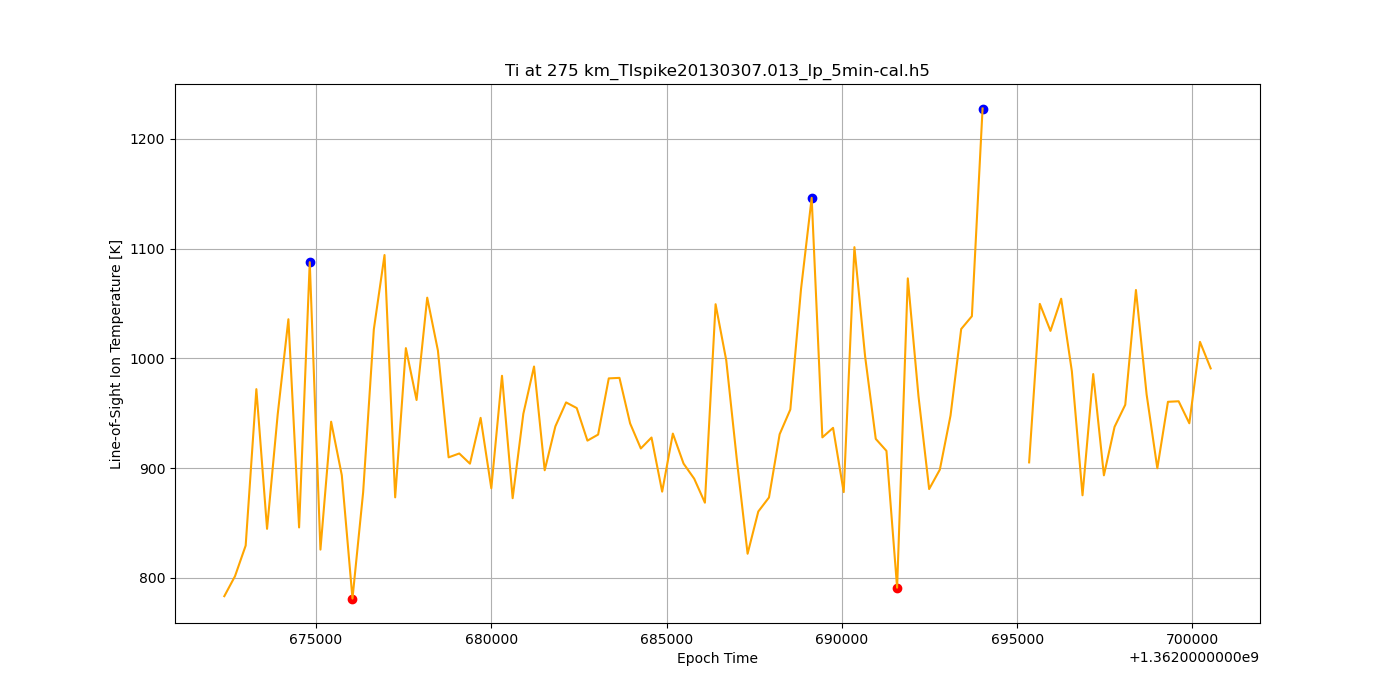 Ti at 275 km_TIspike20130307.013_lp_5min-cal.h5
Line-of-Sight Ion Temperature [K]
1200
1100
1000
900
800
675000 680000 685000 690000 695000 700000
Epoch Time
+1.3620000000e9